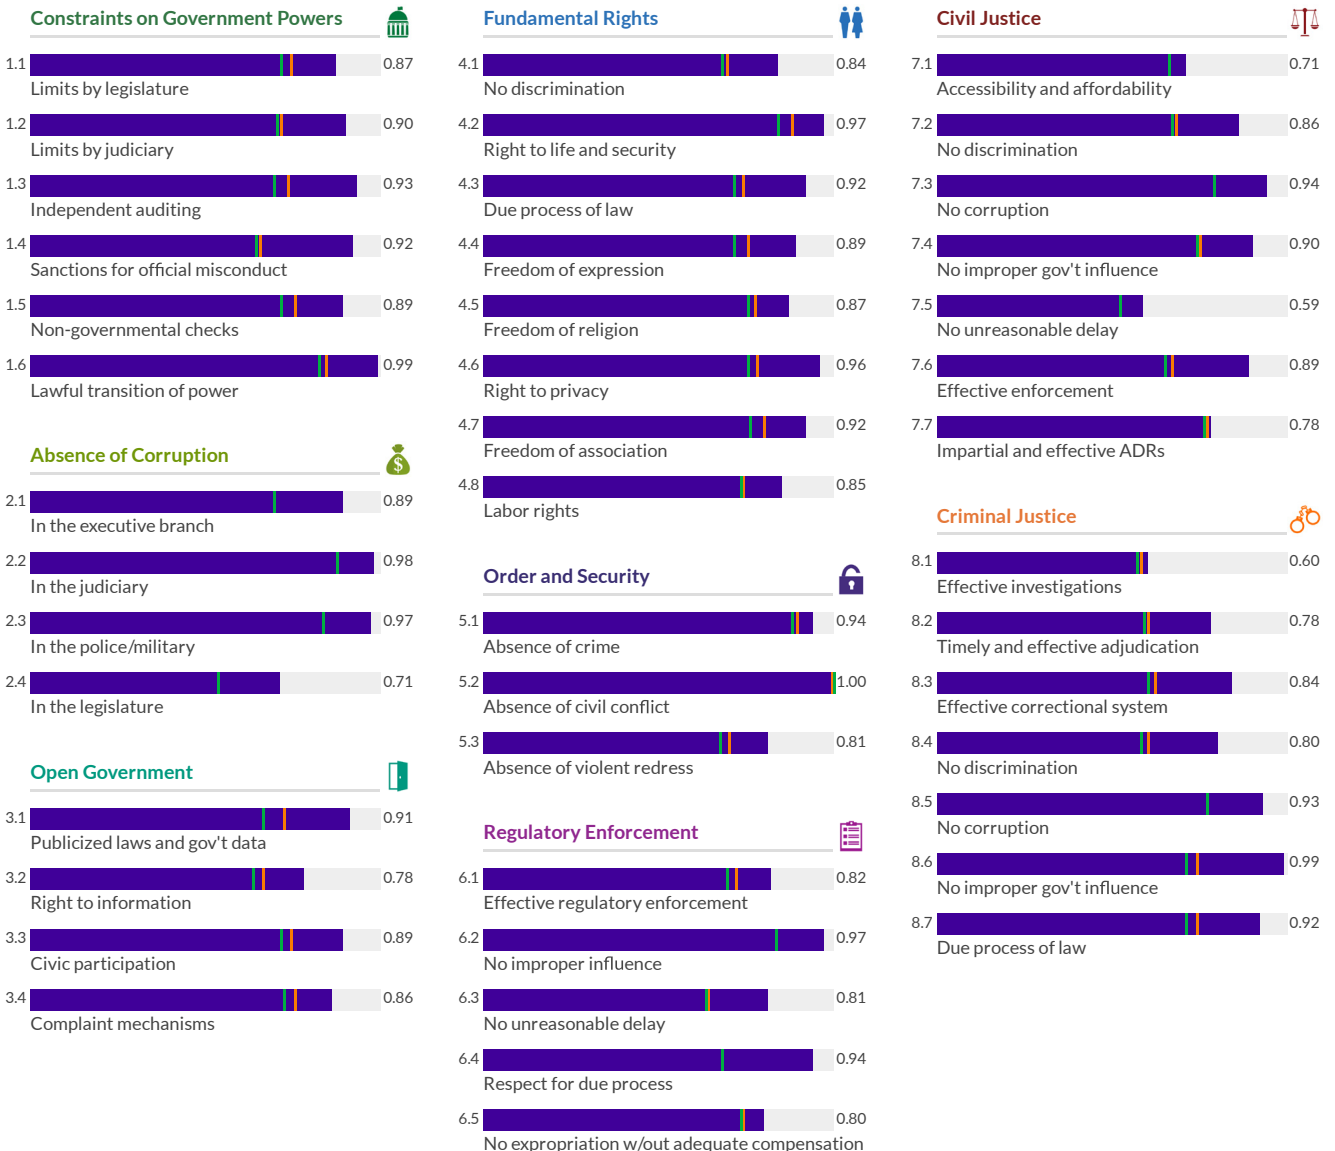 Constraints on Government Powers
1.1 0.87
Limits by legislature
1.2 0.90
Limits by judiciary
1.3 0.93
Independent auditing
1.4 0.92
Sanctions for official misconduct
1.5 0.89
Non-governmental checks
1.6 0.99
Lawful transition of power
Absence of Corruption
$
2.1 0.89
In the executive branch
2.2 0.98
In the judiciary
2.3 0.97
In the police/military
2.4 0.71
In the legislature
Open Government
3.1 0.91
Publicized laws and gov't data
3.2 0.78
Right to information
3.3 0.89
Civic participation
3.4 0.86
Complaint mechanisms
Fundamental Rights
4.1 0.84
No discrimination
4.2 0.97
Right to life and security
4.3 0.92
Due process of law
4.4 0.89
Freedom of expression
4.5 0.87
Freedom of religion
4.6 0.96
Right to privacy
4.7 0.92
Freedom of association
4.8 0.85
Labor rights
Order and Security
5.1 0.94
Absence of crime
5.2 1.00
Absence of civil conflict
5.3 0.81
Absence of violent redress
Regulatory Enforcement
6.1 0.82
Effective regulatory enforcement
6.2 0.97
No improper influence
6.3 0.81
No unreasonable delay
6.4 0.94
Respect for due process
6.5 0.80
No expropriation w/out adequate compensation
Civil Justice
7.1 0.71
Accessibility and affordability
7.2 0.86
No discrimination
7.3 0.94
No corruption
7.4 0.90
No improper gov't influence
7.5 0.59
No unreasonable delay
7.6 0.89
Effective enforcement
7.7 0.78
Impartial and effective ADRs
Criminal Justice
8.1 0.60
Effective investigations
8.2 0.78
Timely and effective adjudication
8.3 0.84
Effective correctional system
8.4 0.80
No discrimination
8.5 0.93
No corruption
8.6 0.99
No improper gov't influence
8.7 0.92
Due process of law